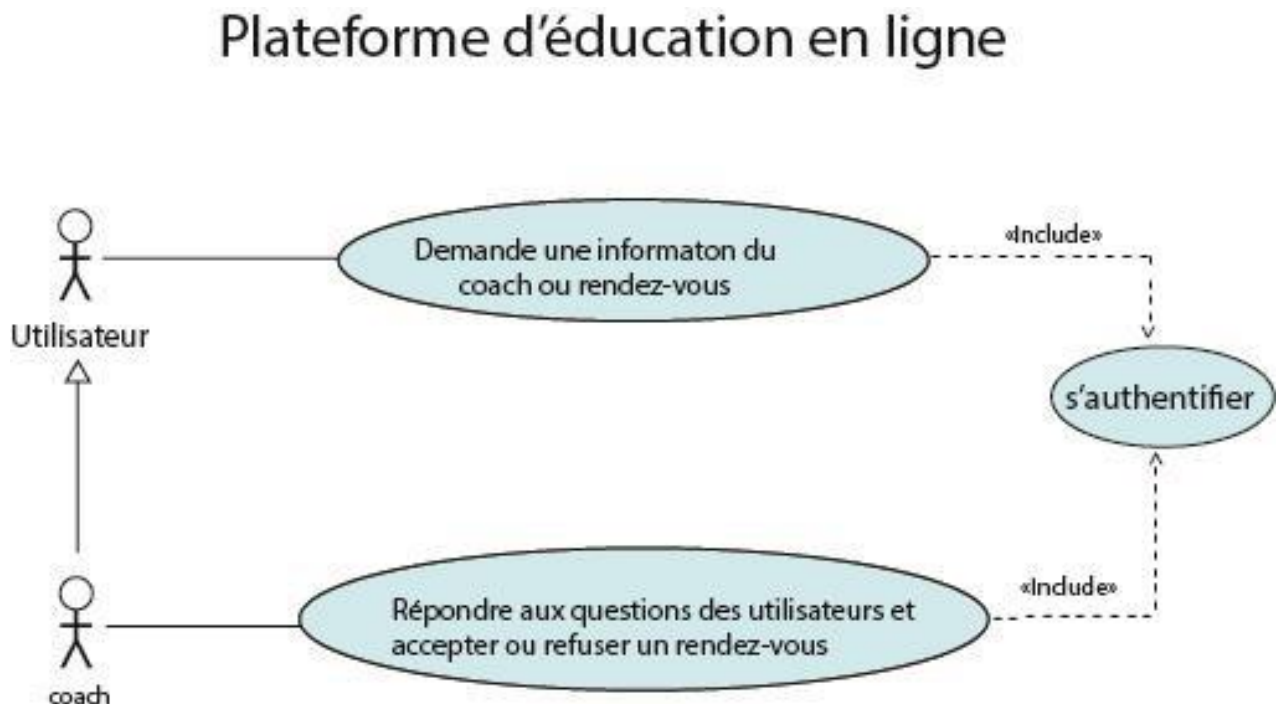 Plateforme d'éducation en ligne
Demande une informaton du
coach ou rendez-vous
«Include»
Utilisateur
s'authentifier
«Include»
Répondre aux questions des utilisateurs et
accepter ou refuser un rendez-vous
coach